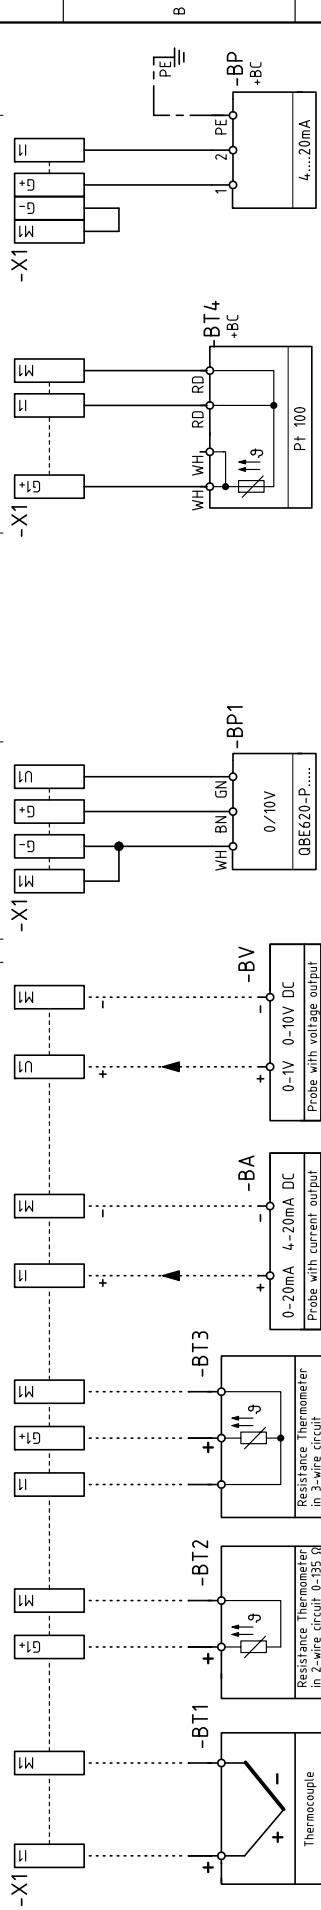 B
-X1
I1
M1
-BT1
+
+
-
Thermocouple
G1+
M1
-BT2
+
ϑ
Resistance Thermometer
in 2-wire circuit 0-135 Ω
I1
G1+
M1
-BT3
+
ϑ
Resistance Thermometer
in 3-wire circuit
I1
M1
+
-
-BA
+
-
0-20mA 4-20mA DC
Probe with current output
U1
M1
+
-
-BV
+
-
0-1V 0-10V DC
Probe with voltage output
-X1
M1
G-
G+
U1
-BP1
WH
BN
GN
0/10V
QBE620-P.....
-X1
G1+
I1
M1
-BT4
+BC
WH
WH
RD
RD
ϑ
Pt 100
-X1
M1
G-
G+
I1
PE
-BP
+BC
1
2
PE
4....20mA